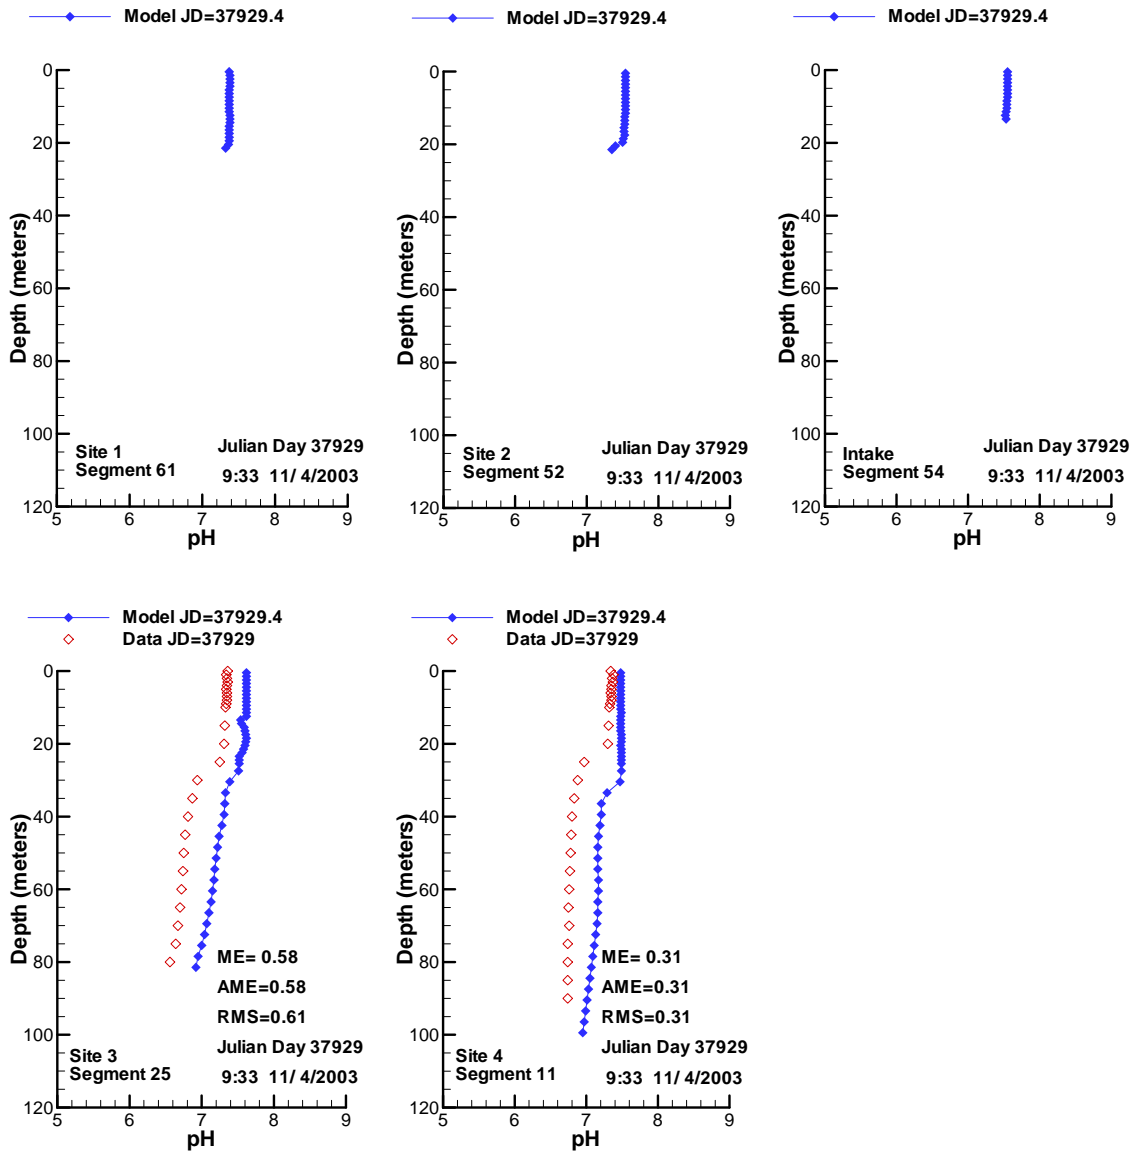 Model JD=37929.4
0
20
40
60
80
100
120
Depth (meters)
Site 1
Segment 61
Julian Day 37929
9:33 11/ 4/2003
5 6 7 8 9
pH
Model JD=37929.4
0
20
40
60
80
100
120
Depth (meters)
Site 2
Segment 52
Julian Day 37929
9:33 11/ 4/2003
5 6 7 8 9
pH
Model JD=37929.4
0
20
40
60
80
100
120
Depth (meters)
Intake
Segment 54
Julian Day 37929
9:33 11/ 4/2003
5 6 7 8 9
pH
Model JD=37929.4
Data JD=37929
0
20
40
60
80
100
120
Depth (meters)
ME= 0.58
AME=0.58
RMS=0.61
Site 3
Segment 25
Julian Day 37929
9:33 11/ 4/2003
5 6 7 8 9
pH
Model JD=37929.4
Data JD=37929
0
20
40
60
80
100
120
Depth (meters)
ME= 0.31
AME=0.31
RMS=0.31
Site 4
Segment 11
Julian Day 37929
9:33 11/ 4/2003
5 6 7 8 9
pH